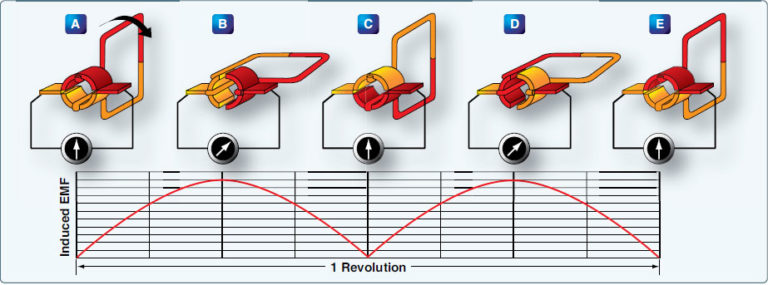 A B C D E
Induced EMF
1 Revolution